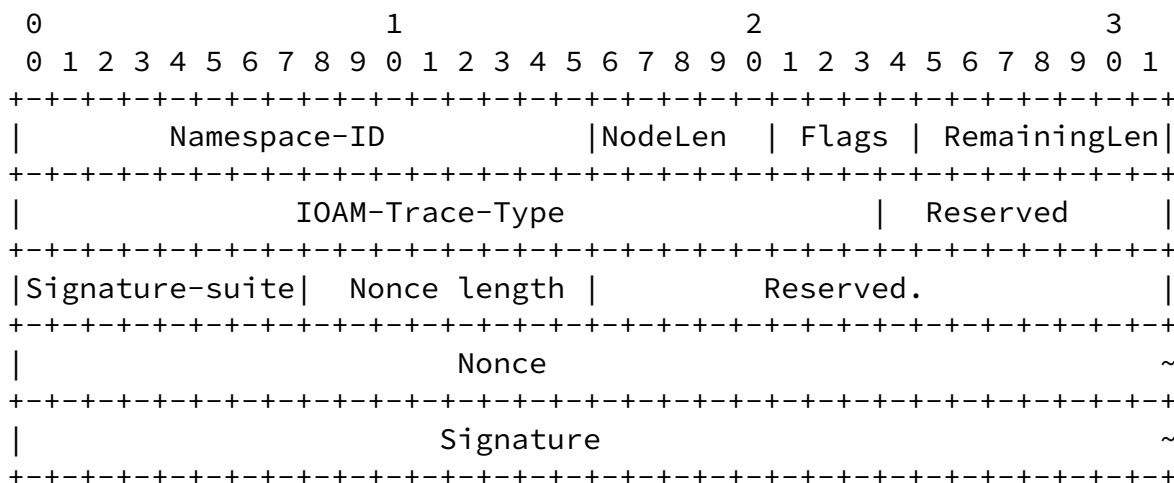 0                   1                   2                   3
 0 1 2 3 4 5 6 7 8 9 0 1 2 3 4 5 6 7 8 9 0 1 2 3 4 5 6 7 8 9 0 1
+-+-+-+-+-+-+-+-+-+-+-+-+-+-+-+-+-+-+-+-+-+-+-+-+-+-+-+-+-+-+-+-+
|        Namespace-ID           |NodeLen  | Flags | RemainingLen|
+-+-+-+-+-+-+-+-+-+-+-+-+-+-+-+-+-+-+-+-+-+-+-+-+-+-+-+-+-+-+-+-+
|               IOAM-Trace-Type                 |  Reserved     |
+-+-+-+-+-+-+-+-+-+-+-+-+-+-+-+-+-+-+-+-+-+-+-+-+-+-+-+-+-+-+-+-+
|Signature-suite|  Nonce length |         Reserved.             |
+-+-+-+-+-+-+-+-+-+-+-+-+-+-+-+-+-+-+-+-+-+-+-+-+-+-+-+-+-+-+-+-+
|                        Nonce                                  ~
+-+-+-+-+-+-+-+-+-+-+-+-+-+-+-+-+-+-+-+-+-+-+-+-+-+-+-+-+-+-+-+-+
|                       Signature                               ~
+-+-+-+-+-+-+-+-+-+-+-+-+-+-+-+-+-+-+-+-+-+-+-+-+-+-+-+-+-+-+-+-+